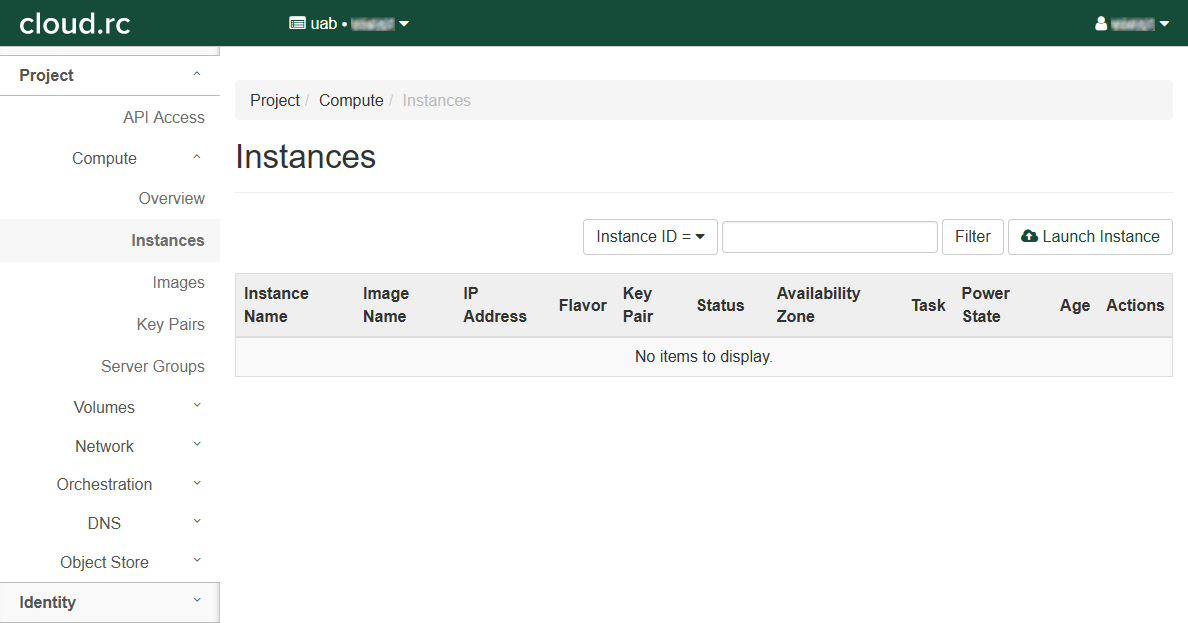 cloud.rc
uab •
Project
API Access
Compute
Overview
Instances
Images
Key Pairs
Server Groups
Volumes
Network
Orchestration
DNS
Object Store
Identity
Project / Compute / Instances
Instances
Instance ID = Filter Launch Instance
Instance Name Image Name IP Address Flavor Key Pair Status Availability Zone Task Power State Age Actions
No items to display.